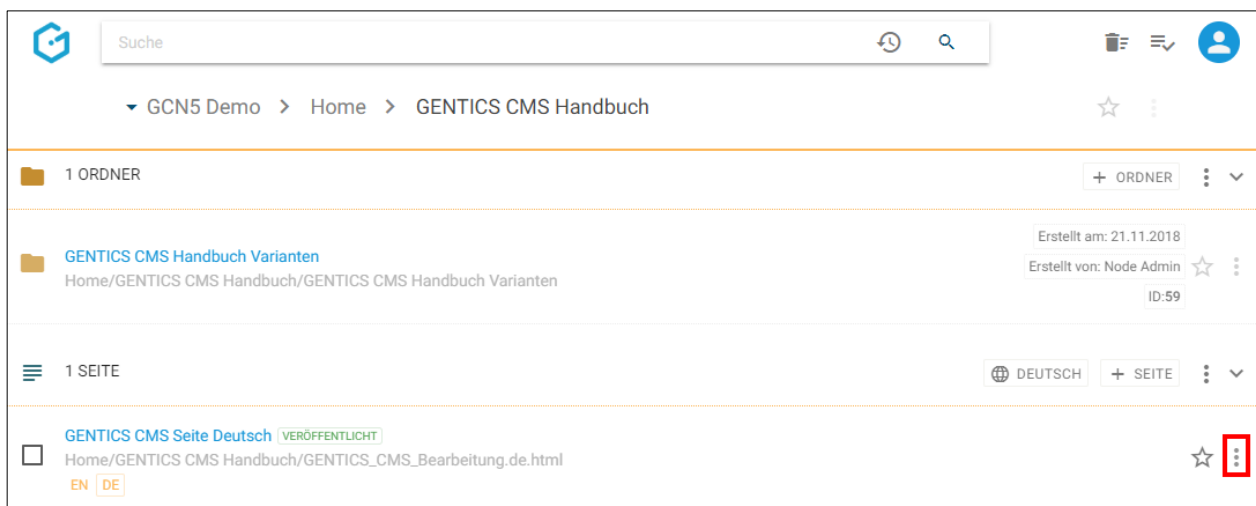 Suche
GCN5 Demo > Home > GENTICS CMS Handbuch
1 ORDNER
+ ORDNER
GENTICS CMS Handbuch Varianten
Home/GENTICS CMS Handbuch/GENTICS CMS Handbuch Varianten
Erstellt am: 21.11.2018
Erstellt von: Node Admin
ID:59
1 SEITE
DEUTSCH
+ SEITE
GENTICS CMS Seite Deutsch VERÖFFENTLICHT
Home/GENTICS CMS Handbuch/GENTICS_CMS_Bearbeitung.de.html
EN DE